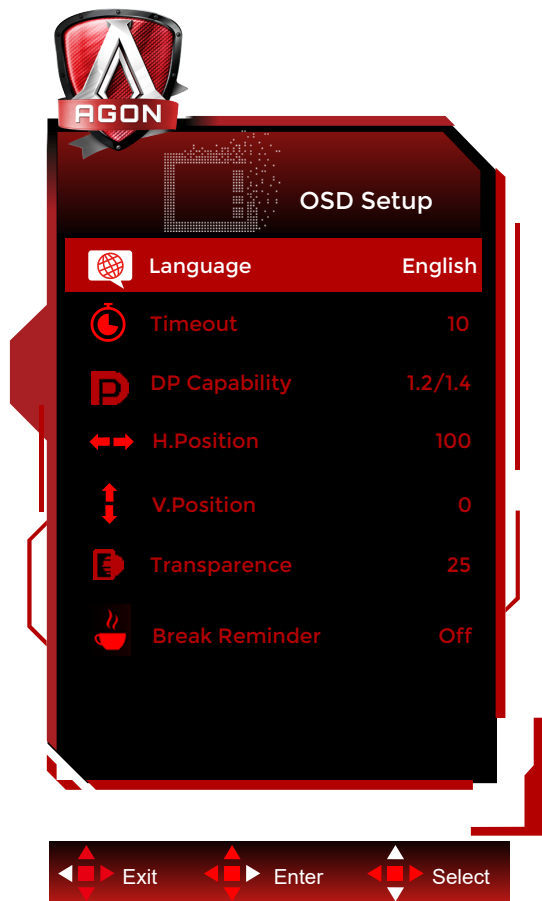 AGON
OSD Setup
Language English
Timeout 10
DP Capability 1.2/1.4
H.Position 100
V.Position 0
Transparence 25
Break Reminder Off
Exit Enter Select